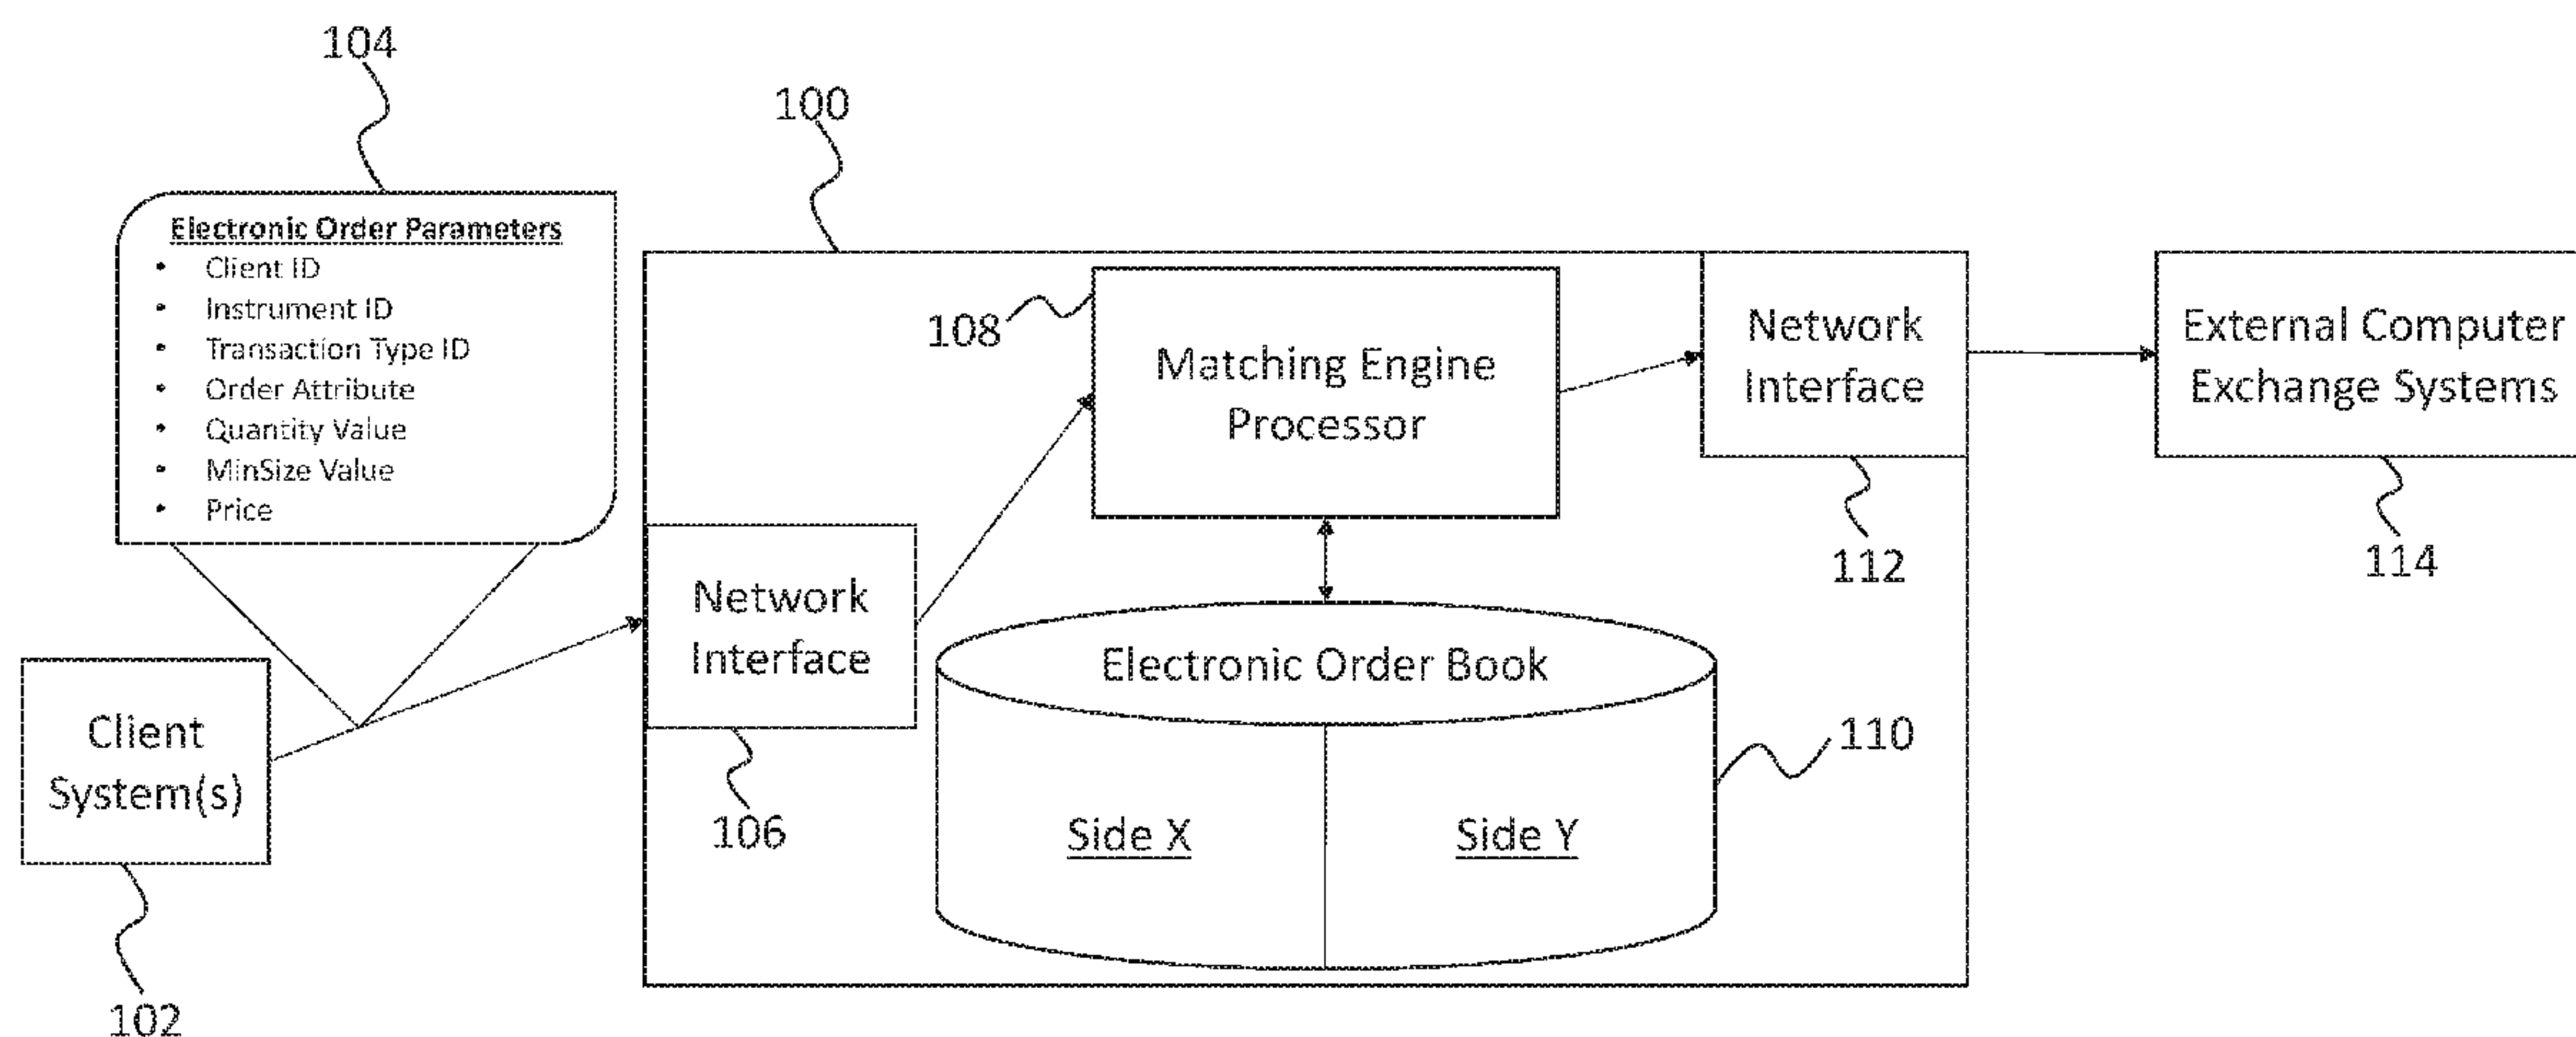 104
100
Electronic Order Parameters
• Client ID
• Instrument ID
• Transaction Type ID
• Order Attribute
• Quantity Value
• MinSize Value
• Price
108
Matching Engine
Processor
Network
Interface
External Computer
Exchange Systems
112
114
Network
Interface
106
Electronic Order Book
Side X
Side Y
110
Client
System(s)
102